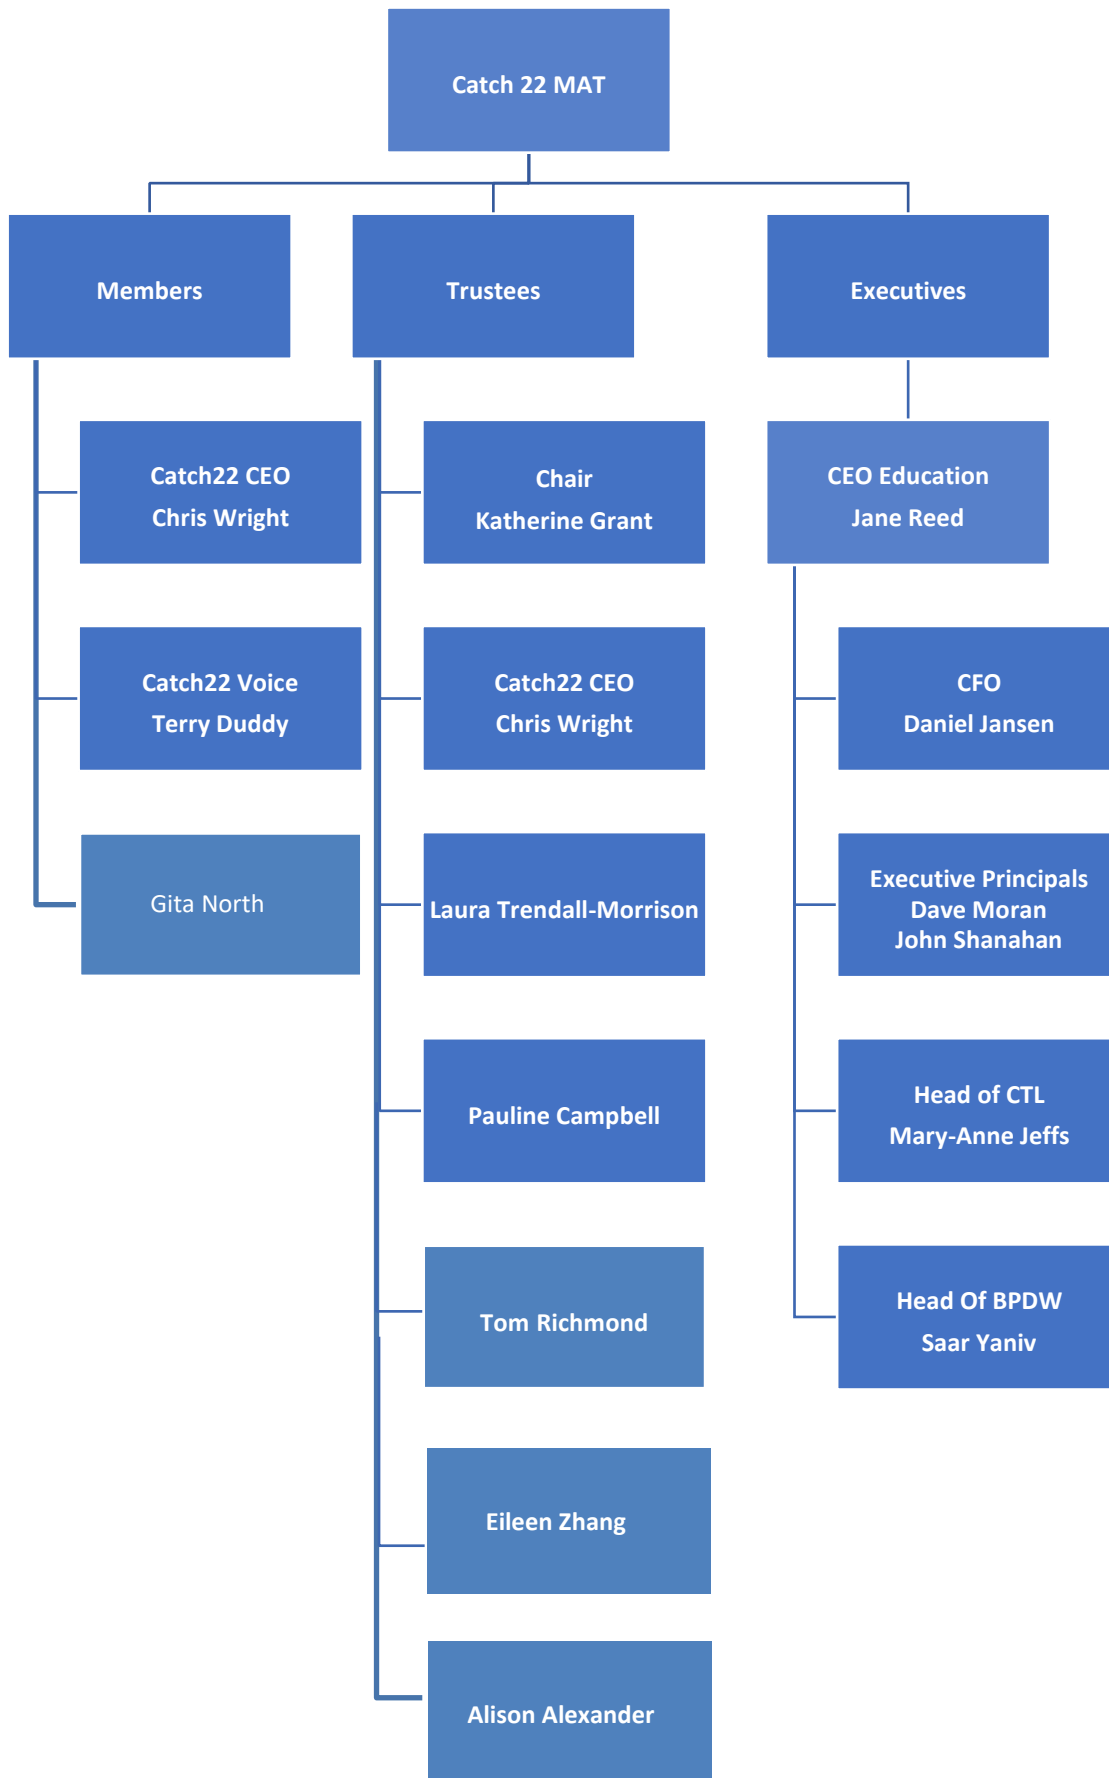 Catch 22 MAT
Members
Trustees
Executives
Catch22 CEO
Chris Wright
Chair
Katherine Grant
CEO Education
Jane Reed
Catch22 Voice
Terry Duddy
Catch22 CEO
Chris Wright
CFO
Daniel Jansen
Gita North
Laura Trendall-Morrison
Executive Principals
Dave Moran
John Shanahan
Pauline Campbell
Head of CTL
Mary-Anne Jeffs
Tom Richmond
Head Of BPDW
Saar Yaniv
Eileen Zhang
Alison Alexander